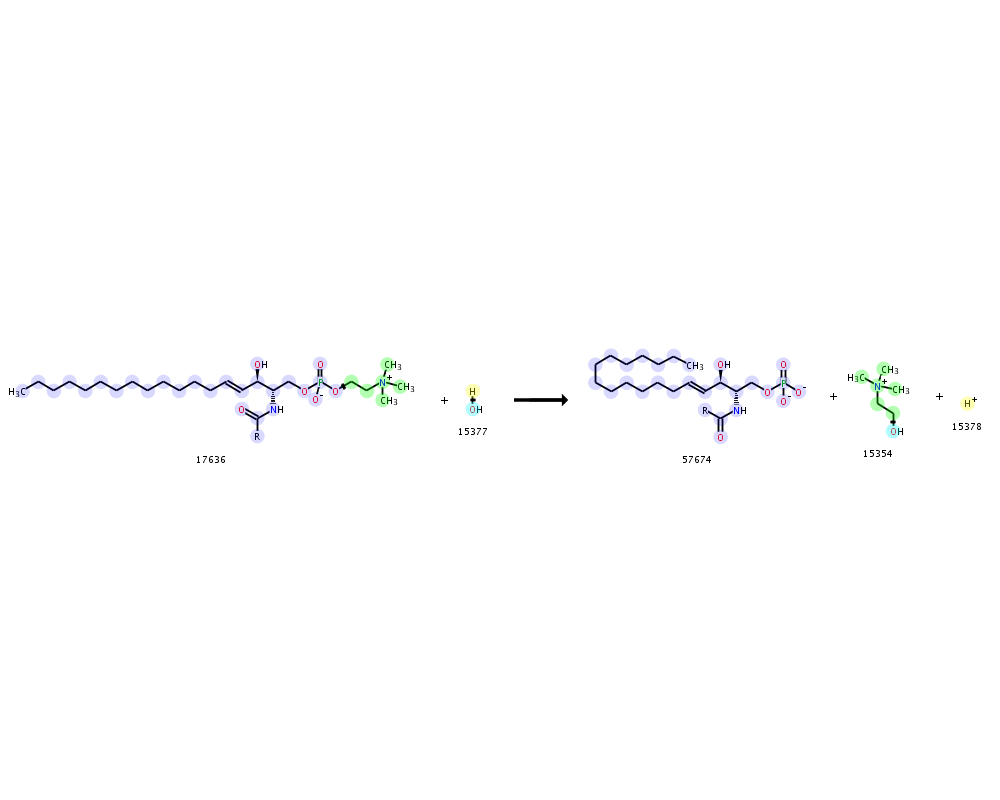 H3C
OH
O
NH
R
O
P
O
O-
O
N+
CH3
CH3
CH3
17636
+
H
OH
15377
CH3
OH
R
NH
O
O
O
P
O-
O-
57674
+
H3C
CH3
N+
CH3
OH
15354
+
H+
15378